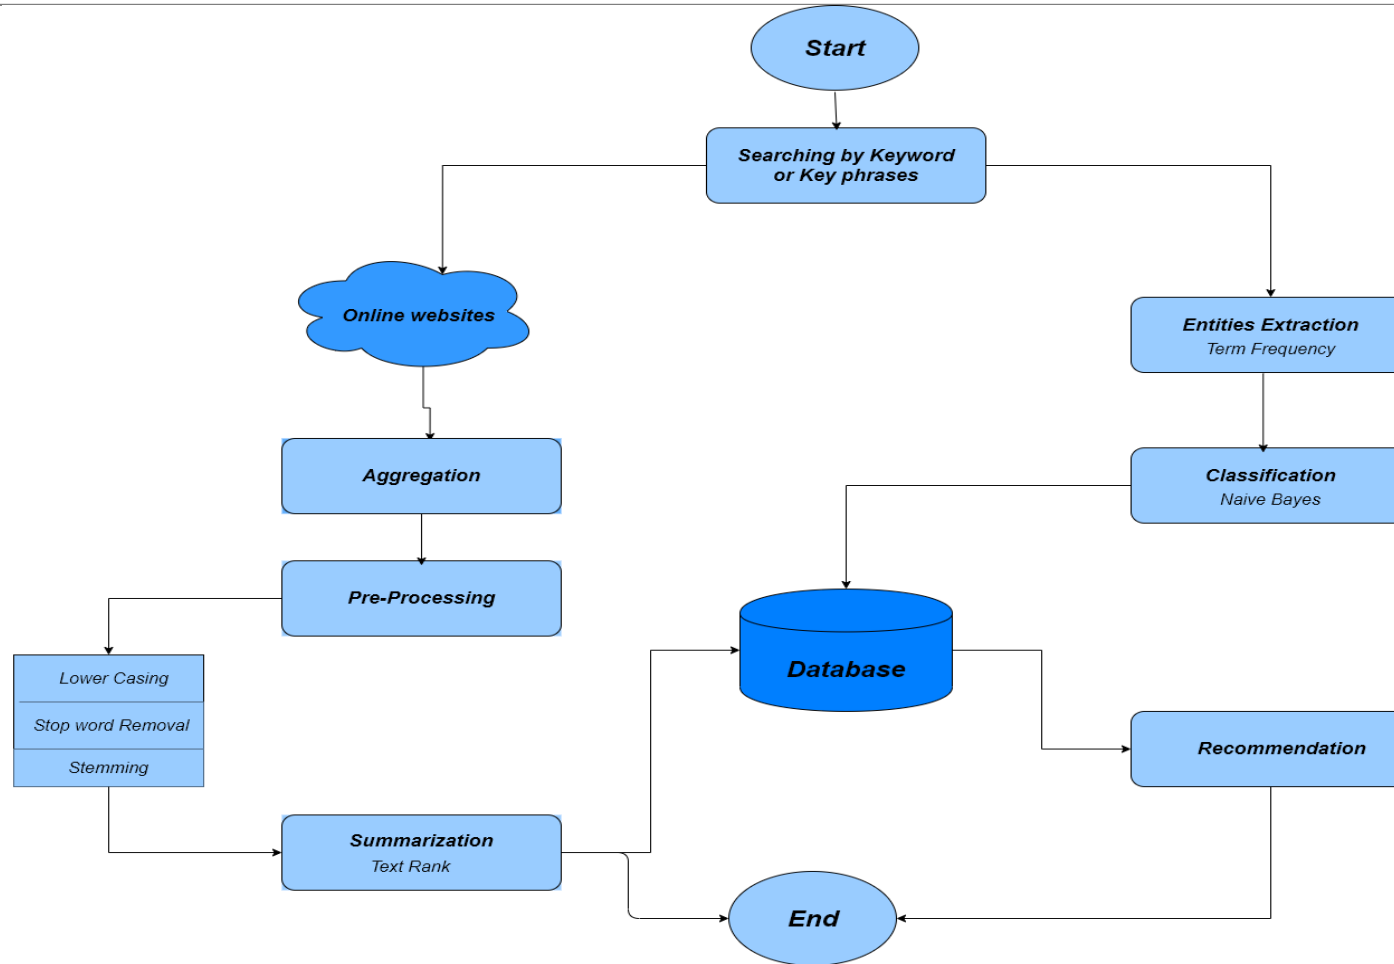 Start
Searching by Keyword
or Key phrases
Online websites
Entities Extraction
Term Frequency
Aggregation
Classification
Naive Bayes
Pre-Processing
Lower Casing
Stop word Removal
Stemming
Database
Recommendation
Summarization
Text Rank
End